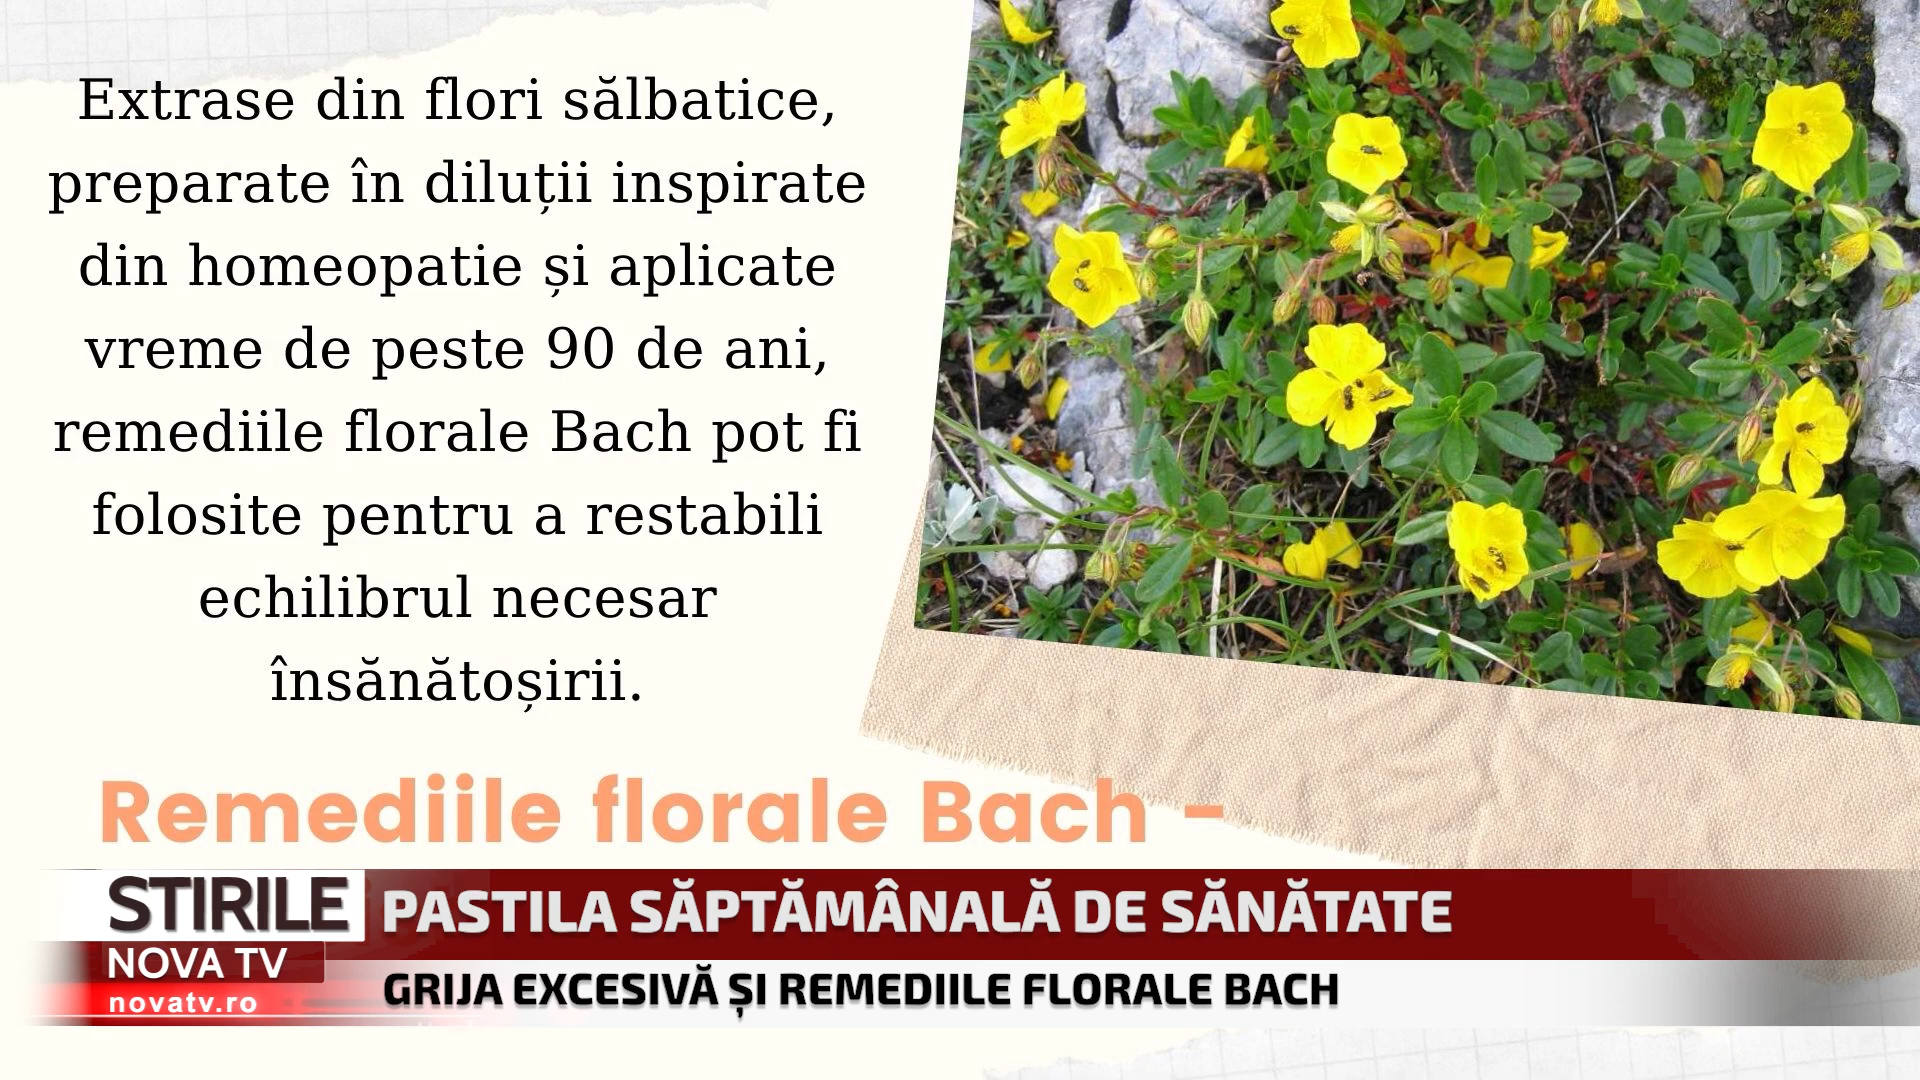 Extrase din flori sălbatice,
preparate în diluții inspirate
din homeopatie și aplicate
vreme de peste 90 de ani,
remediile florale Bach pot fi
folosite pentru a restabili
echilibrul necesar
însănătoșirii.
Remediile florale Bach -
STIRILE
NOVA TV
novatv.ro
PASTILA SĂPTĂMÂNALĂ DE SĂNĂTATE
GRIJA EXCESIVĂ ȘI REMEDIILE FLORALE BACH